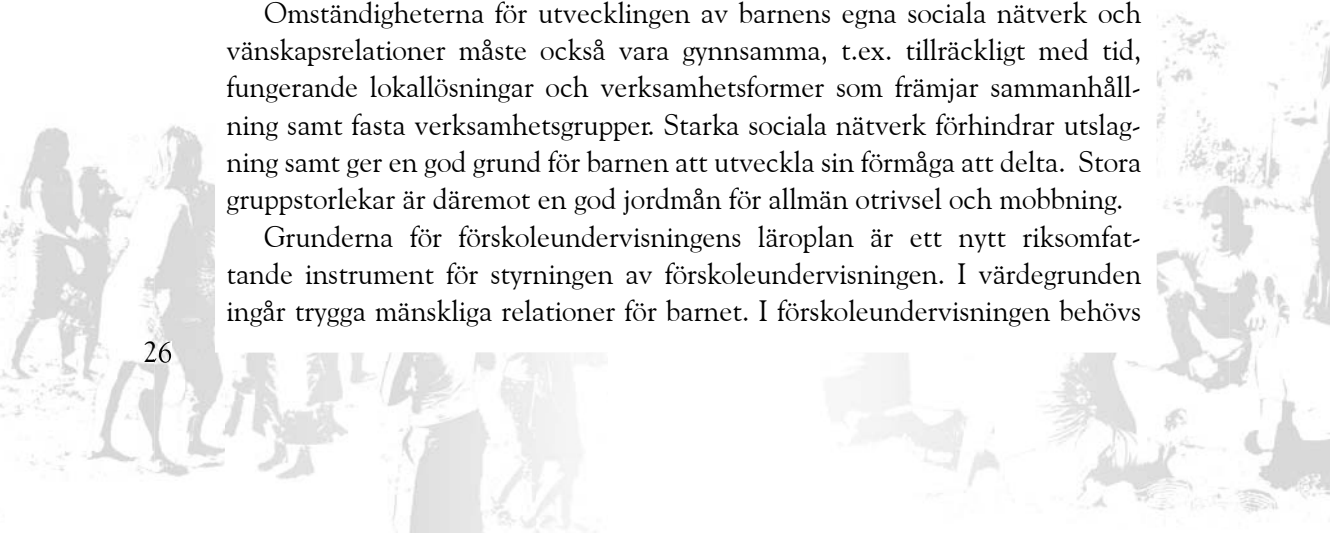 Omständigheterna för utvecklingen av barnens egna sociala nätverk och
vänskapsrelationer måste också vara gynnsamma, t.ex. tillräckligt med tid,
fungerande lokallösningar och verksamhetsformer som främjar sammanhåll-
ning samt fasta verksamhetsgrupper. Starka sociala nätverk förhindrar utslag-
ning samt ger en god grund för barnen att utveckla sin förmåga att delta. Stora
gruppstorlekar är däremot en god jordmån för allmän otrivsel och mobbning.
Grunderna för förskoleundervisningens läroplan är ett nytt riksomfat-
tande instrument för styrningen av förskoleundervisningen. I värdegrunden
ingår trygga mänskliga relationer för barnet. I förskoleundervisningen behövs
26